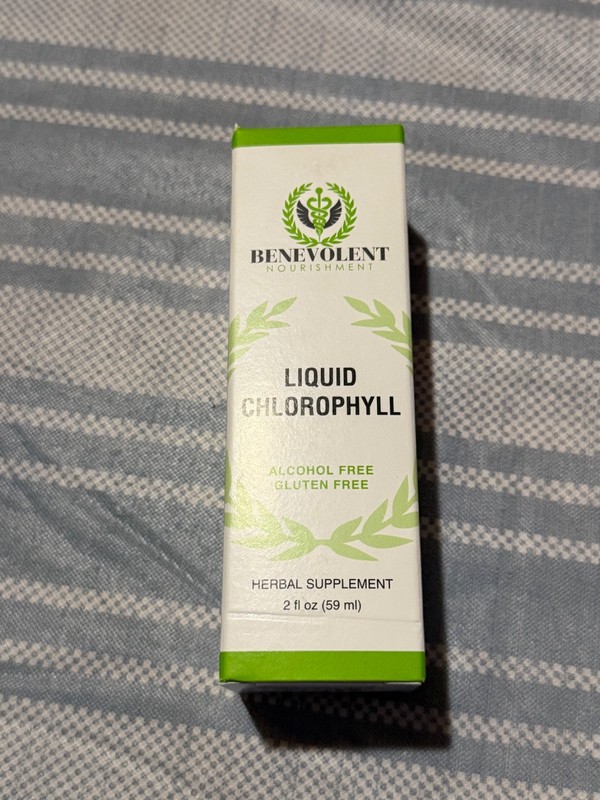 BENEVOLENT
NOURISHMENT
LIQUID
CHLOROPHYLL
ALCOHOL FREE
GLUTEN FREE
HERBAL SUPPLEMENT
2 fl oz (59 ml)